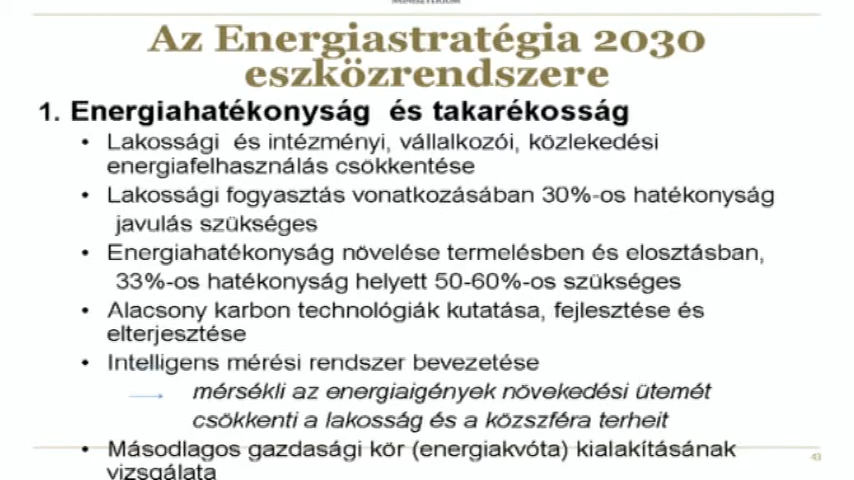 Az Energiastratégia 2030
eszközrendszere
1. Energiahatékonyság és takarékosság
• Lakossági és intézményi, vállalkozói, közlekedési
energiafelhasználás csökkentése
• Lakossági fogyasztás vonatkozásában 30%-os hatékonyság
javulás szükséges
• Energiahatékonyság növelése termelésben és elosztásban,
33%-os hatékonyság helyett 50-60%-os szükséges
• Alacsony karbon technológiák kutatása, fejlesztése és
elterjesztése
• Intelligens mérési rendszer bevezetése
mérsékli az energiaigények növekedési ütemét
csökkenti a lakosság és a közszféra terheit
• Másodlagos gazdasági kör (energiakvóta) kialakításának
vizsgálata